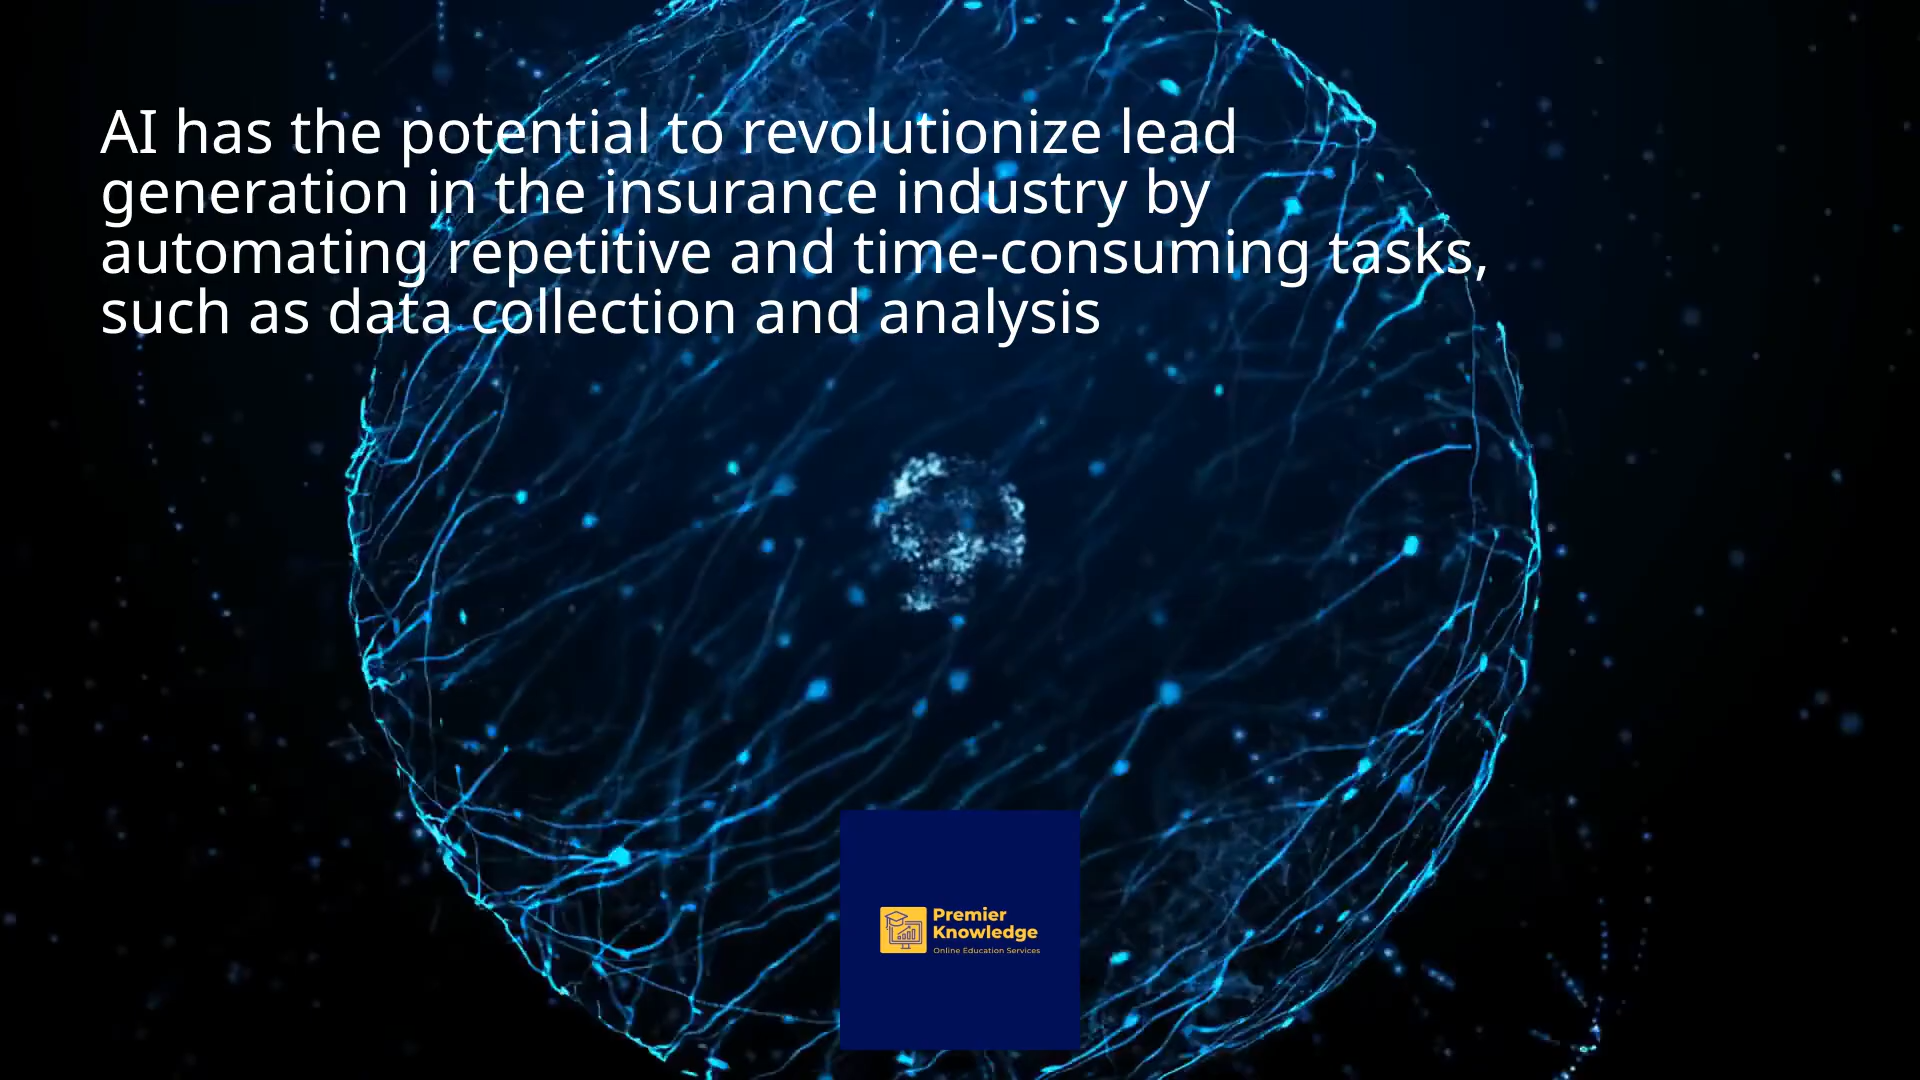 AI has the potential to revolutionize lead
generation in the insurance industry by
automating repetitive and time-consuming tasks,
such as data collection and analysis
Premier
Knowledge
Online Education Services